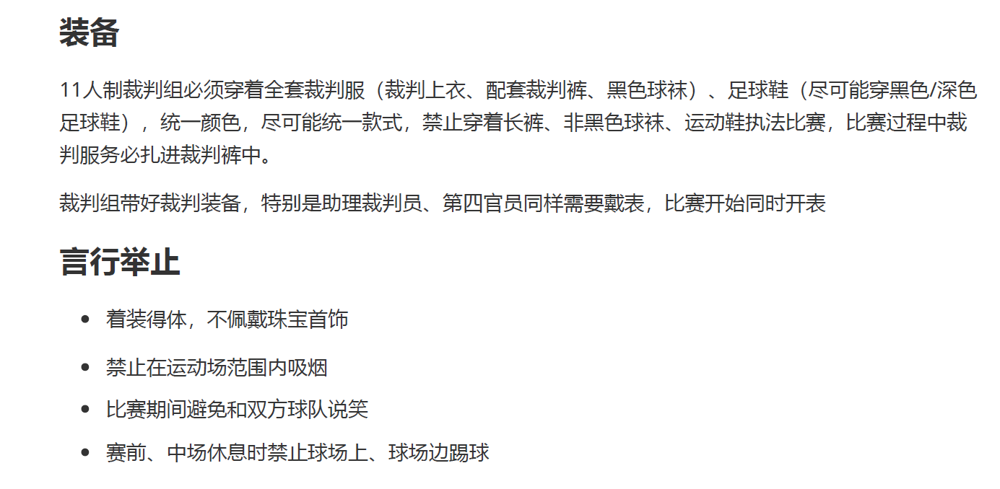 装备
11人制裁判组必须穿着全套裁判服（裁判上衣、配套裁判裤、黑色球袜）、足球鞋（尽可能穿黑色/深色
足球鞋），统一颜色，尽可能统一款式，禁止穿着长裤、非黑色球袜、运动鞋执法比赛，比赛过程中裁
判服务必扎进裁判裤中。
裁判组带好裁判装备，特别是助理裁判员、第四官员同样需要戴表，比赛开始同时开表
言行举止
着装得体，不佩戴珠宝首饰
禁止在运动场范围内吸烟
比赛期间避免和双方球队说笑
赛前、中场休息时禁止球场上、球场边踢球